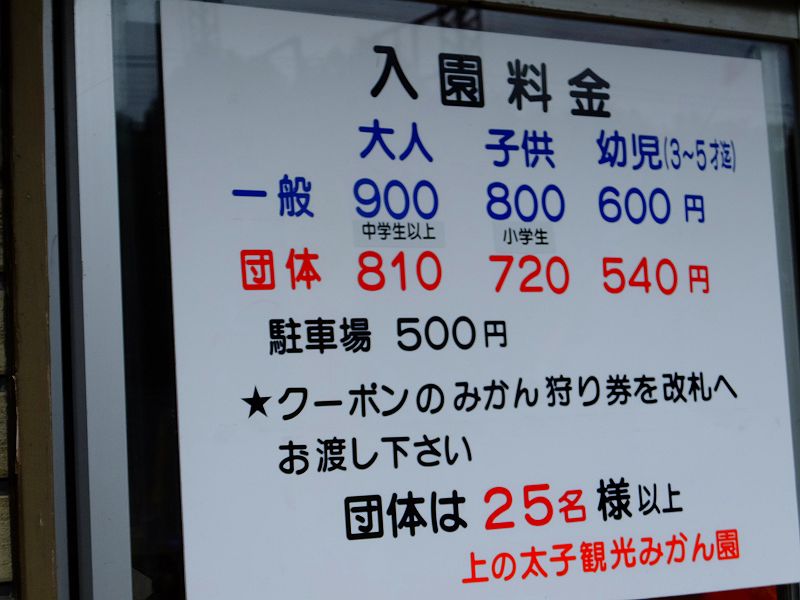 入園料金
大人 子供 幼児(3~5才迄)
一般 900 800 600円
中学生以上 小学生
団体 810 720 540円
駐車場 500円
★クーポンのみかん狩り券を改札へ
お渡し下さい
団体は25名様以上
上の太子観光みかん園